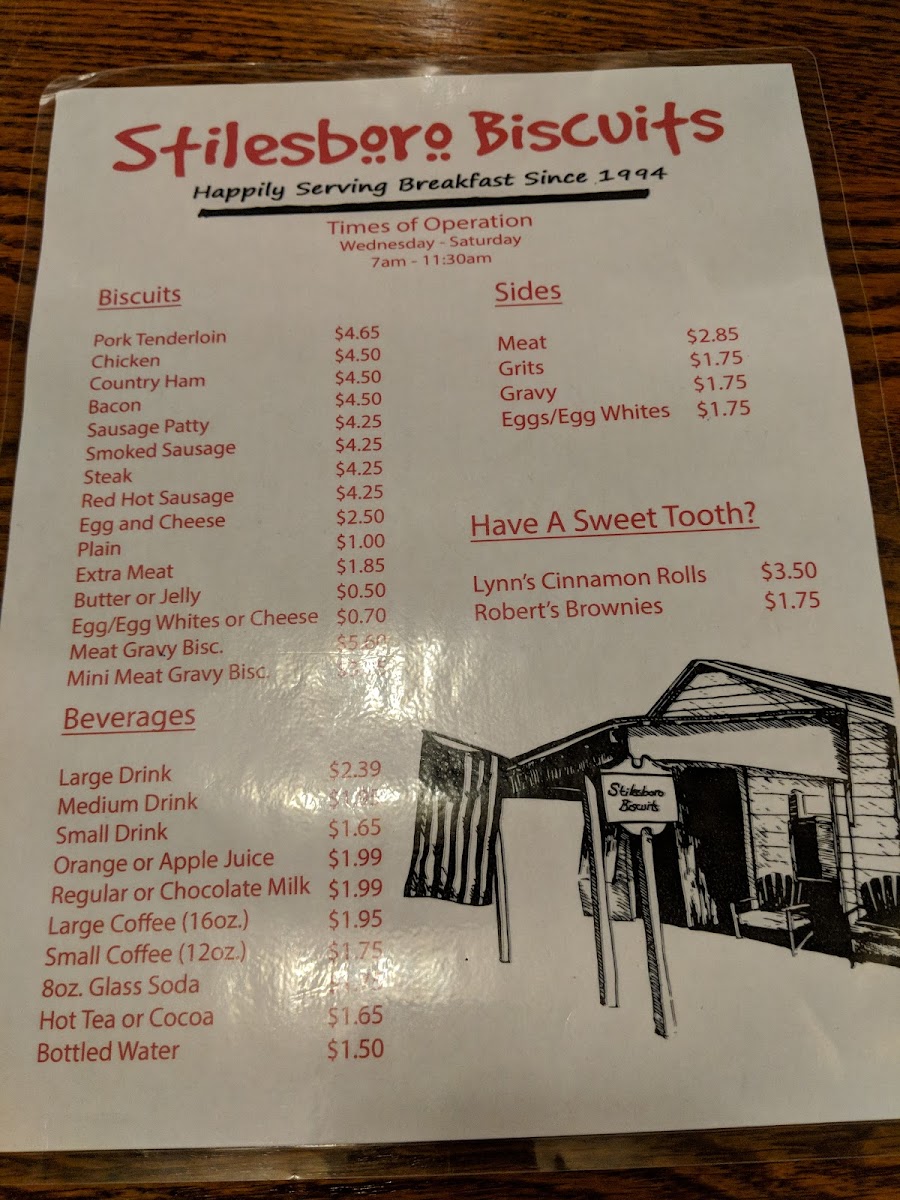 Stilesboro Biscuits
Happily Serving Breakfast Since 1994
Times of Operation
Wednesday - Saturday
7am - 11:30am
Biscuits
Pork Tenderloin $4.65
Chicken $4.50
Country Ham $4.50
Bacon $4.50
Sausage Patty $4.25
Smoked Sausage $4.25
Steak $4.25
Red Hot Sausage $4.25
Egg and Cheese $2.50
Plain $1.00
Extra Meat $1.85
Butter or Jelly $0.50
Egg/Egg Whites or Cheese $0.70
Meat Gravy Bisc. $5.60
Mini Meat Gravy Bisc.
Beverages
Large Drink $2.39
Medium Drink
Small Drink $1.65
Orange or Apple Juice $1.99
Regular or Chocolate Milk $1.99
Large Coffee (16oz.) $1.95
Small Coffee (12oz.) $1.75
8oz. Glass Soda
Hot Tea or Cocoa $1.65
Bottled Water $1.50
Sides
Meat $2.85
Grits $1.75
Gravy $1.75
Eggs/Egg Whites $1.75
Have A Sweet Tooth?
Lynn's Cinnamon Rolls $3.50
Robert's Brownies $1.75
Stilesboro
Biscuits